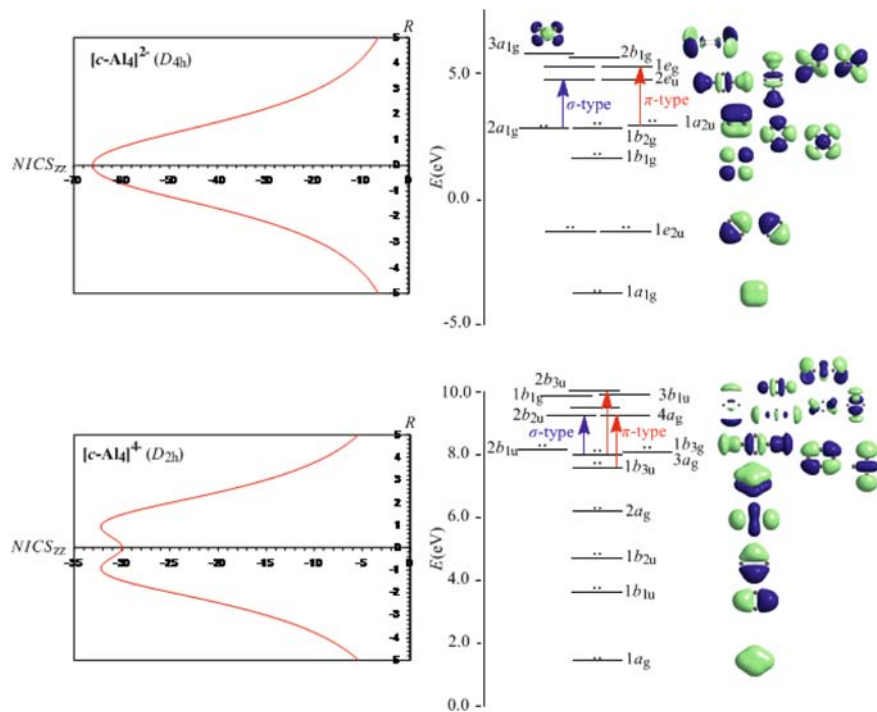 R
[c-Al₄]²⁻ (D₄ₕ)
5
4
3
2
1
NICS_ZZ
0
-70 -60 -50 -40 -30 -20 -10 0
-1
-2
-3
-4
5
E(eV)
5.0
0.0
-5.0
3a₁g
2b₁g
1eg
2eᵤ
σ-type
π-type
2a₁g
1a₂ᵤ
1b₂g
1b₁g
1e₂ᵤ
1a₁g
R
[c-Al₄]⁴⁻ (D₂ₕ)
5
4
3
2
1
NICS_ZZ
0
-35 -30 -25 -20 -15 -10 -5 0
-1
-2
-3
-4
5
E(eV)
10.0
8.0
6.0
4.0
2.0
0.0
2b₃ᵤ
1b₁g
3b₁ᵤ
2b₂ᵤ
4ag
σ-type
π-type
2b₁ᵤ
1b₃g
3ag
1b₃ᵤ
2ag
1b₂ᵤ
1b₁ᵤ
1ag